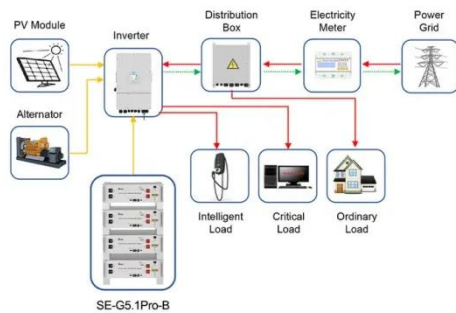 PV Module
Inverter
Distribution
Box
Electricity
Meter
Power
Grid
Alternator
Intelligent
Load
Critical
Load
Ordinary
Load
SE-G5.1Pro-B